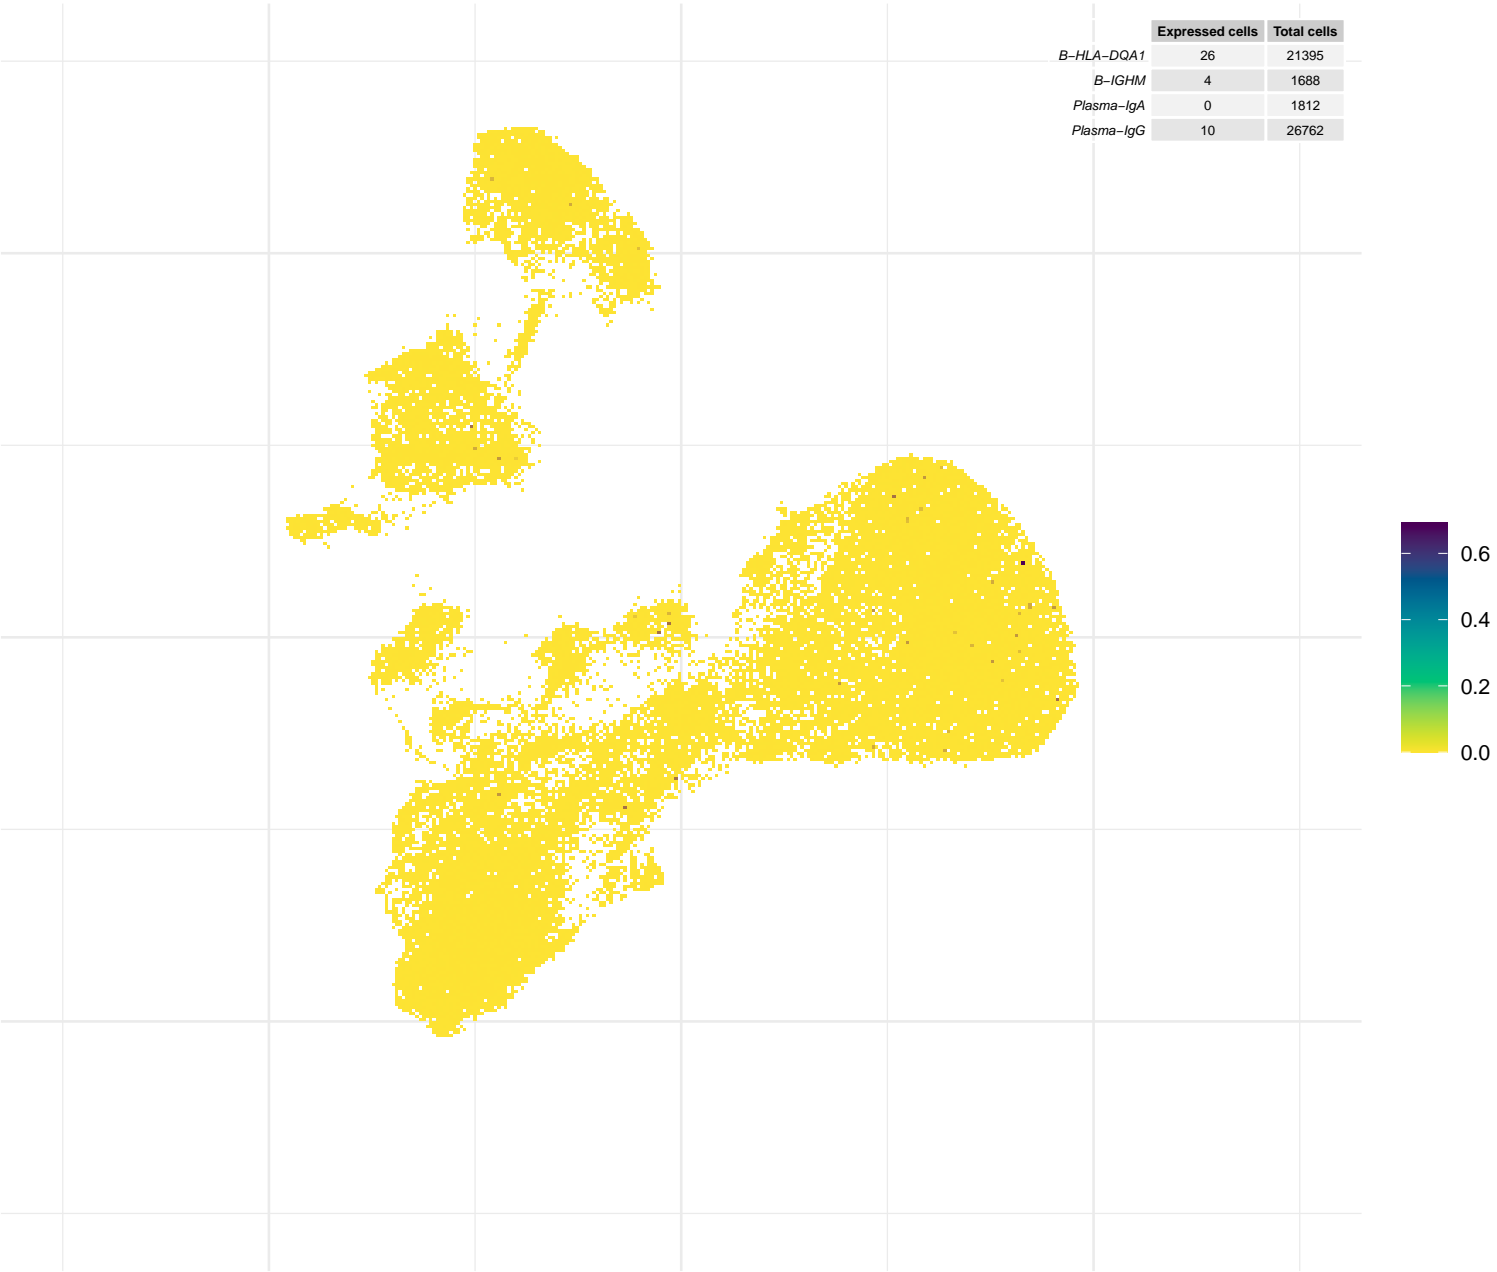 Expressed cells Total cells
B−HLA−DQA1 26 21395
B−IGHM 4 1688
Plasma−IgA 0 1812
Plasma−IgG 10 26762
0.6
0.4
0.2
0.0